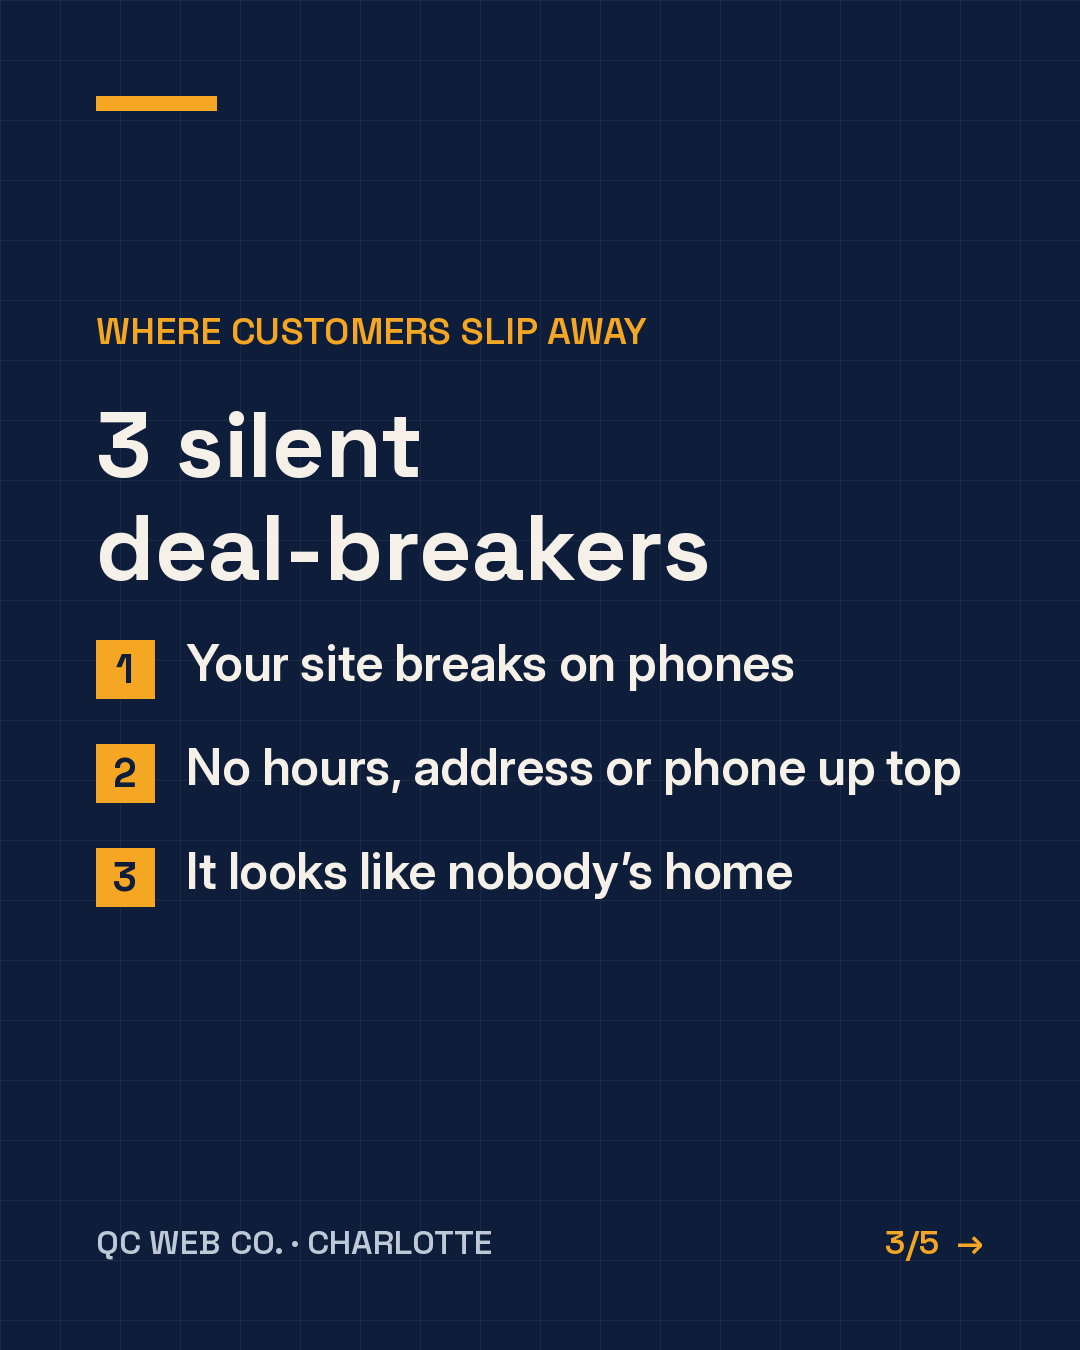 WHERE CUSTOMERS SLIP AWAY
3 silent
deal-breakers
1 Your site breaks on phones
2 No hours, address or phone up top
3 It looks like nobody’s home
QC WEB CO. · CHARLOTTE 3/5 →